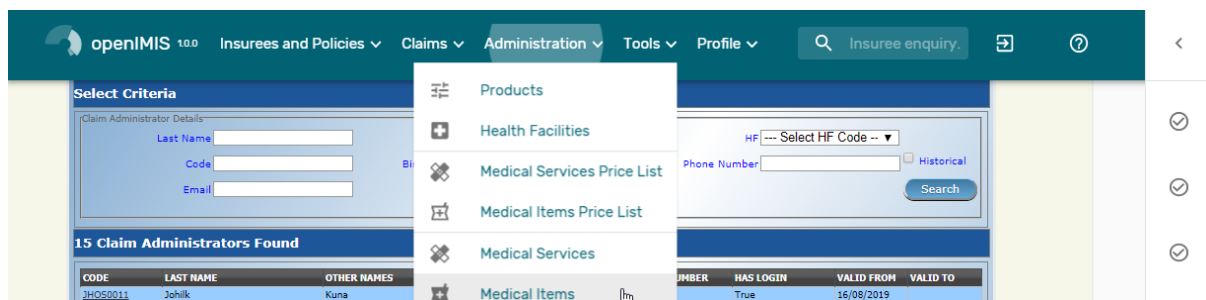 openIMIS 1.0.0 Insurees and Policies Claims Administration Tools Profile Insuree enquiry.
Select Criteria
Claim Administrator Details
Last Name
Code
Email
HF --- Select HF Code --
Phone Number
Historical
Search
Products
Health Facilities
Medical Services Price List
Medical Items Price List
Medical Services
Medical Items
15 Claim Administrators Found
CODE LAST NAME OTHER NAMES HAS LOGIN VALID FROM VALID TO
JHOS0011 Johilk Kuna True 16/08/2019